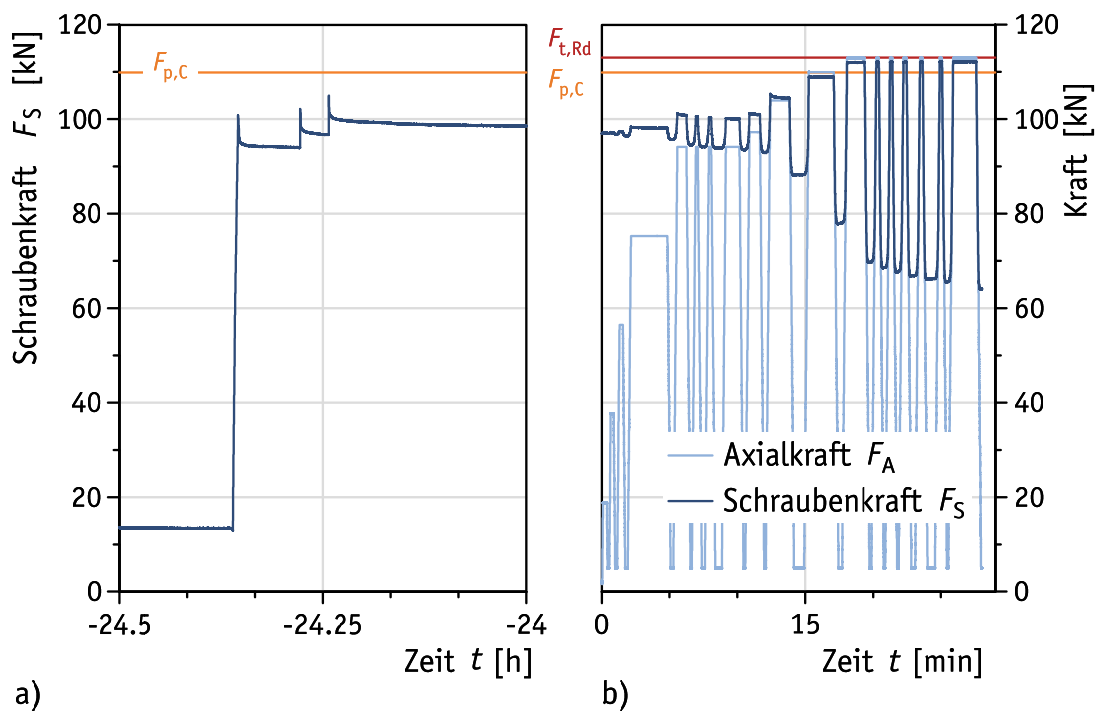 Schraubenkraft F_S [kN]
120
100
80
60
40
20
0
F_p,C
-24.5
-24.25
-24
Zeit t [h]
a)
F_t,Rd
F_p,C
Axialkraft F_A
Schraubenkraft F_S
0
15
Zeit t [min]
120
100
80
60
40
20
0
Kraft [kN]
b)